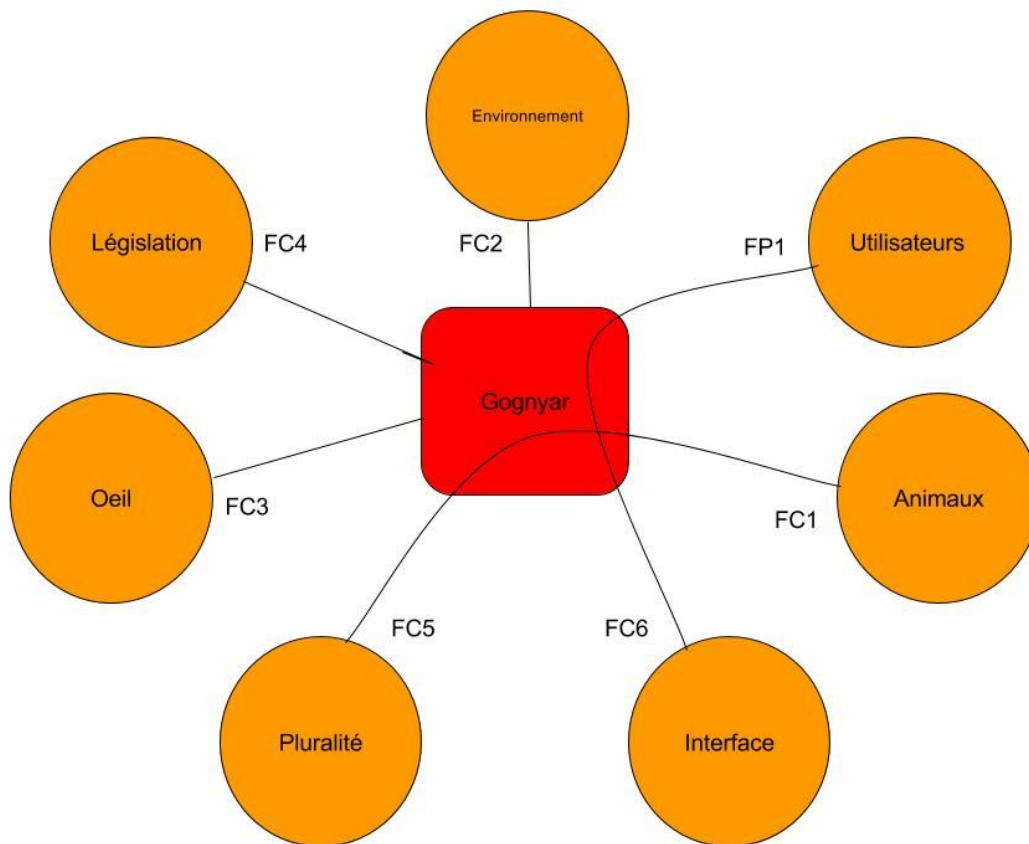 Environnement
Législation
FC4
FC2
FP1
Utilisateurs
Gognyar
Oeil
FC3
FC1
Animaux
FC5
FC6
Pluralité
Interface